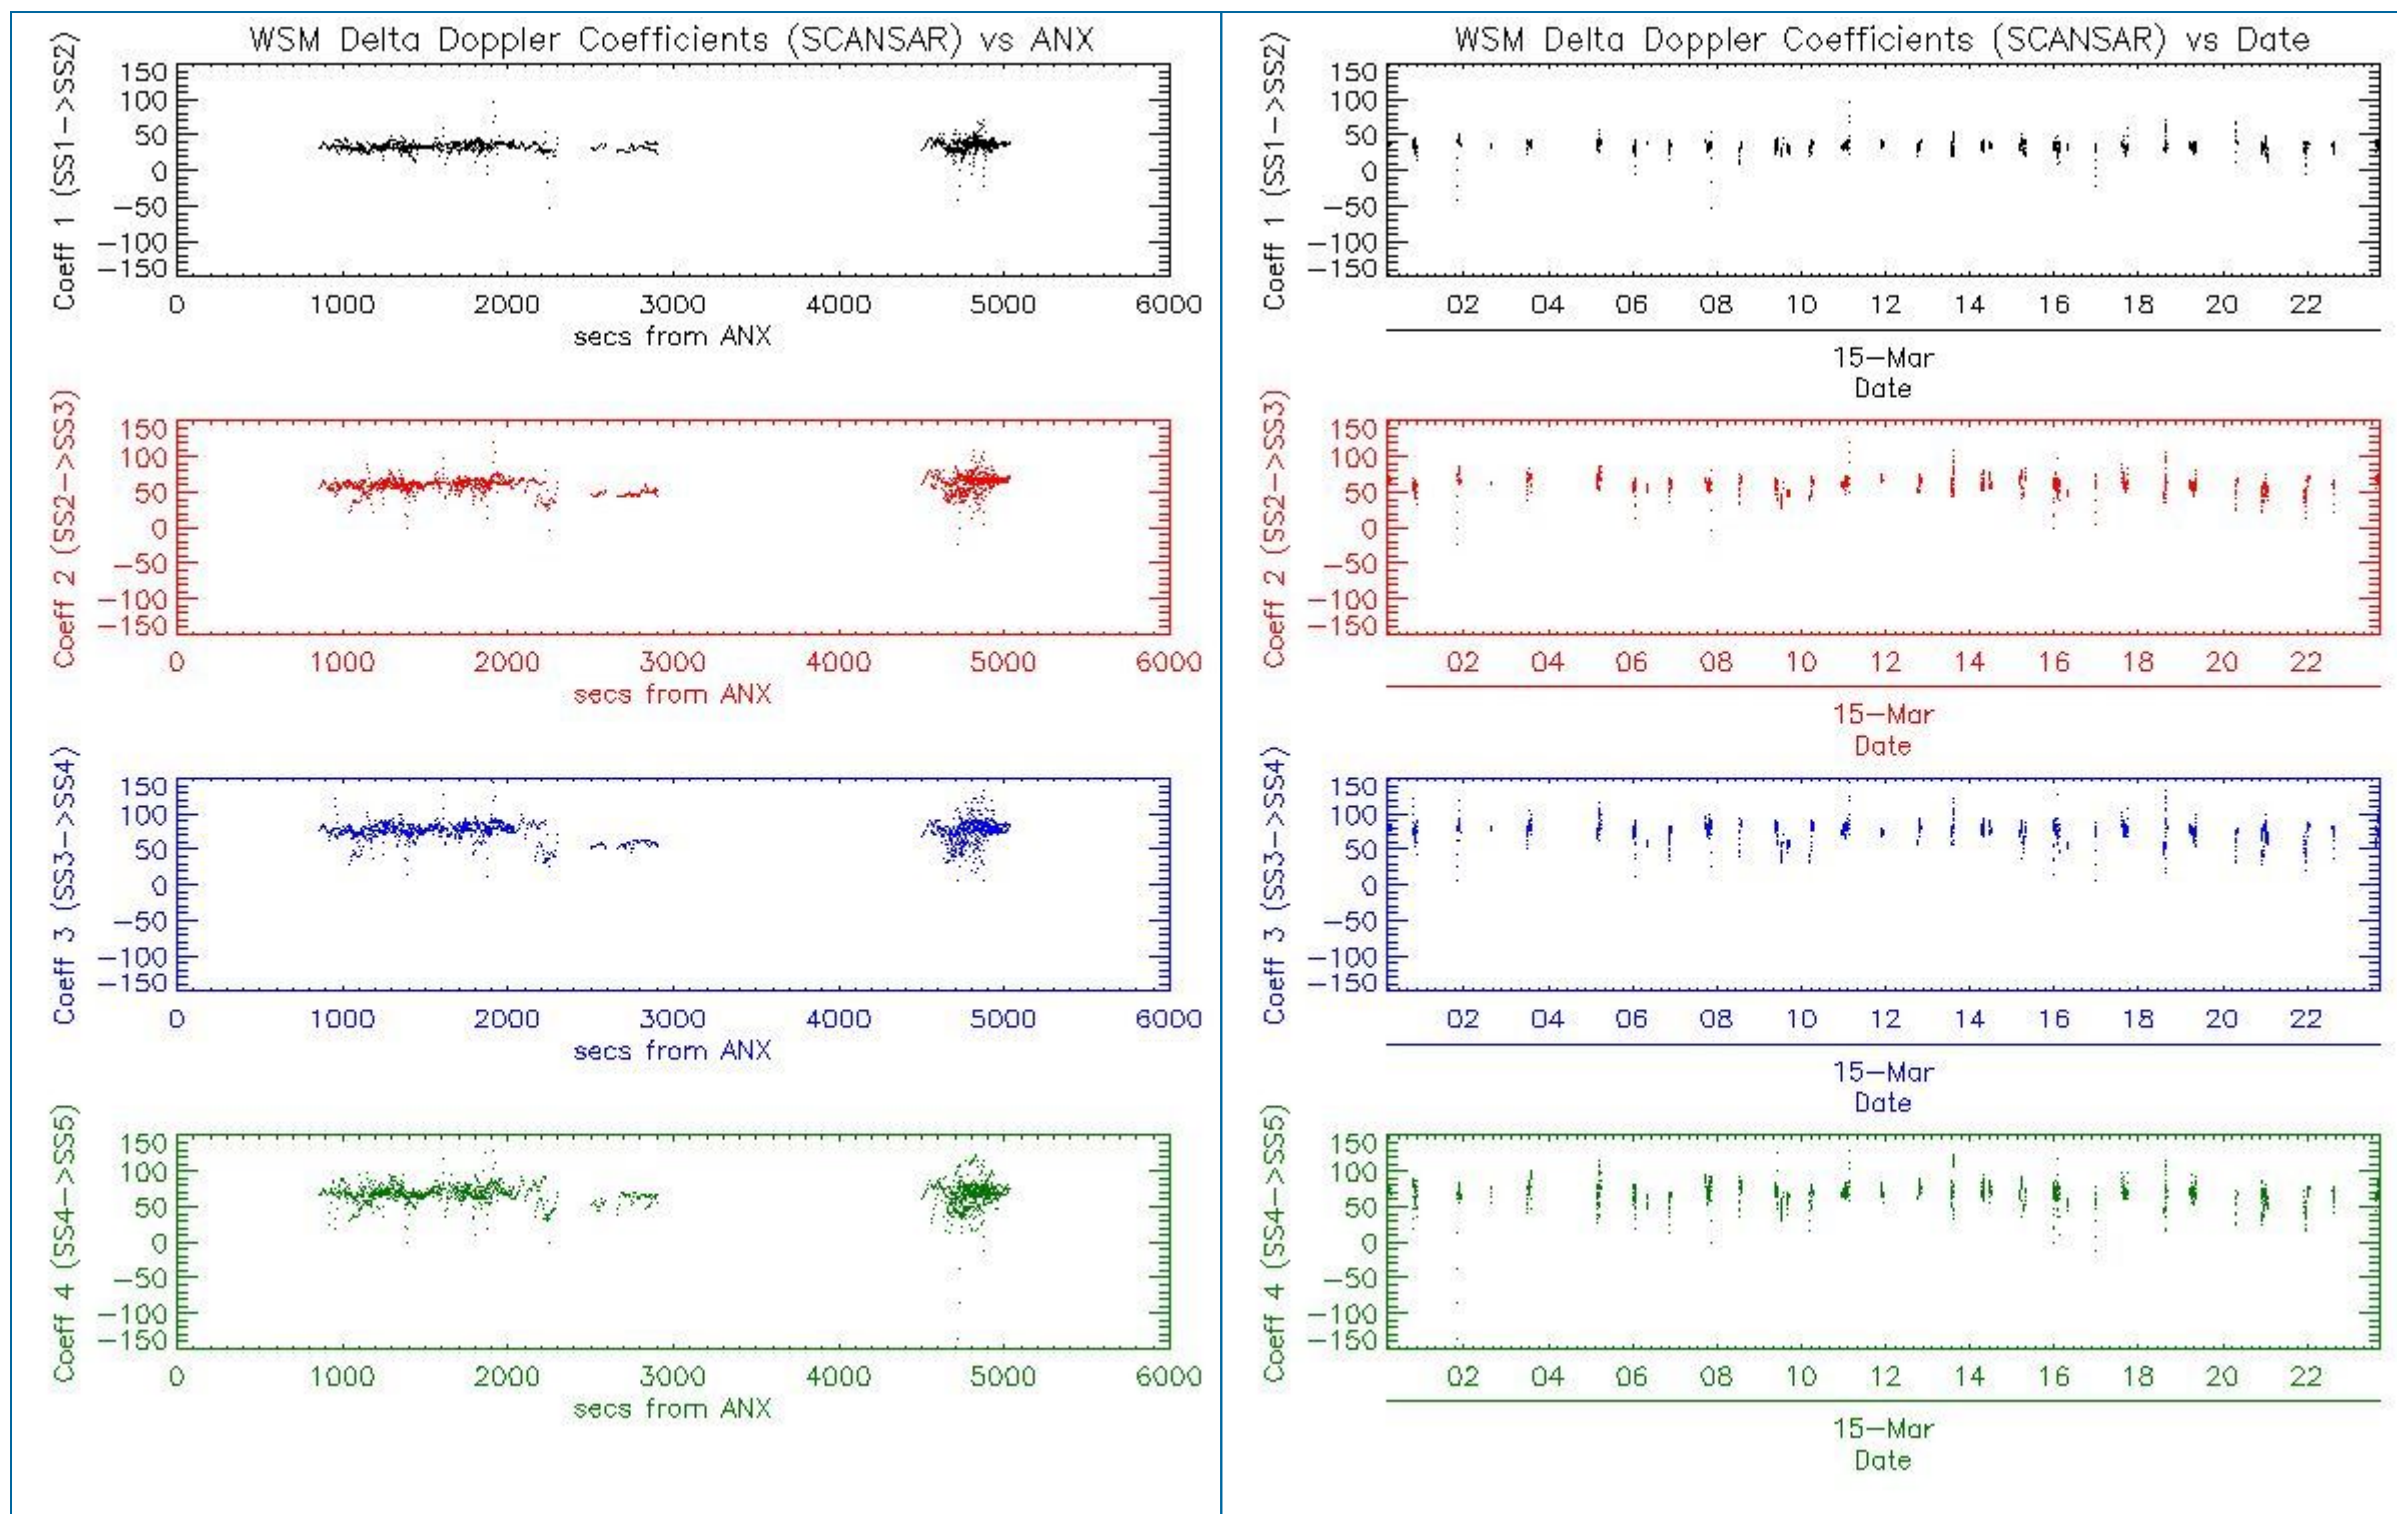 WSM Delta Doppler Coefficients (SCANSAR) vs ANX
Coeff 1 (SS1->SS2)
150
100
50
0
-50
-100
-150
0 1000 2000 3000 4000 5000 6000
secs from ANX
Coeff 2 (SS2->SS3)
150
100
50
0
-50
-100
-150
0 1000 2000 3000 4000 5000 6000
secs from ANX
Coeff 3 (SS3->SS4)
150
100
50
0
-50
-100
-150
0 1000 2000 3000 4000 5000 6000
secs from ANX
Coeff 4 (SS4->SS5)
150
100
50
0
-50
-100
-150
0 1000 2000 3000 4000 5000 6000
secs from ANX
WSM Delta Doppler Coefficients (SCANSAR) vs Date
Coeff 1 (SS1->SS2)
150
100
50
0
-50
-100
-150
02 04 06 08 10 12 14 16 18 20 22
15-Mar
Date
Coeff 2 (SS2->SS3)
150
100
50
0
-50
-100
-150
02 04 06 08 10 12 14 16 18 20 22
15-Mar
Date
Coeff 3 (SS3->SS4)
150
100
50
0
-50
-100
-150
02 04 06 08 10 12 14 16 18 20 22
15-Mar
Date
Coeff 4 (SS4->SS5)
150
100
50
0
-50
-100
-150
02 04 06 08 10 12 14 16 18 20 22
15-Mar
Date